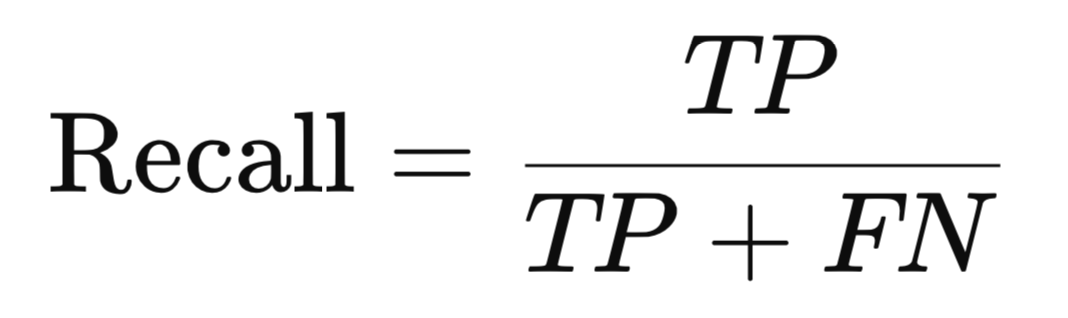 Recall = TP / TP + FN